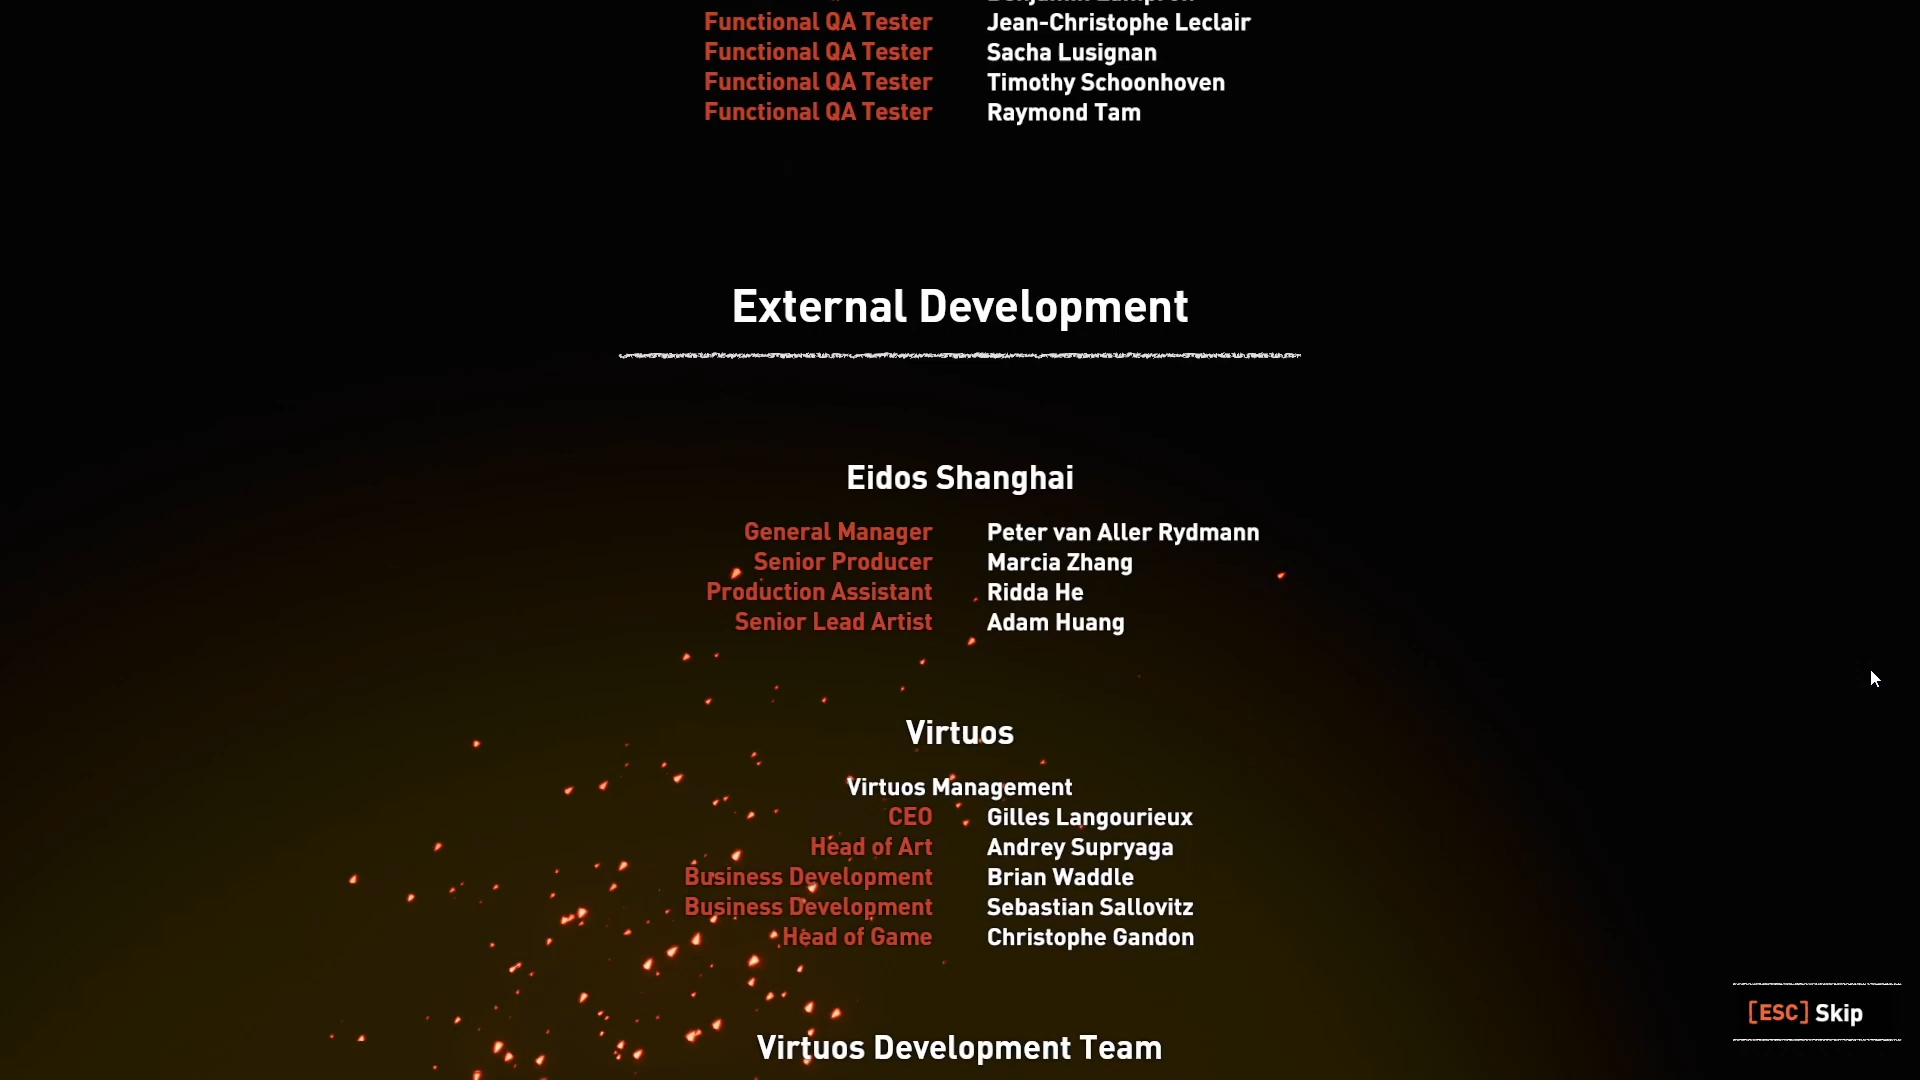 Functional QA Tester Jean-Christophe Leclair
Functional QA Tester Sacha Lusignan
Functional QA Tester Timothy Schoonhoven
Functional QA Tester Raymond Tam
External Development
Eidos Shanghai
General Manager Peter van Aller Rydmann
Senior Producer Marcia Zhang
Production Assistant Ridda He
Senior Lead Artist Adam Huang
Virtuos
Virtuos Management
CEO Gilles Langourieux
Head of Art Andrey Supryaga
Business Development Brian Waddle
Business Development Sebastian Sallovitz
Head of Game Christophe Gandon
Virtuos Development Team
[ESC] Skip